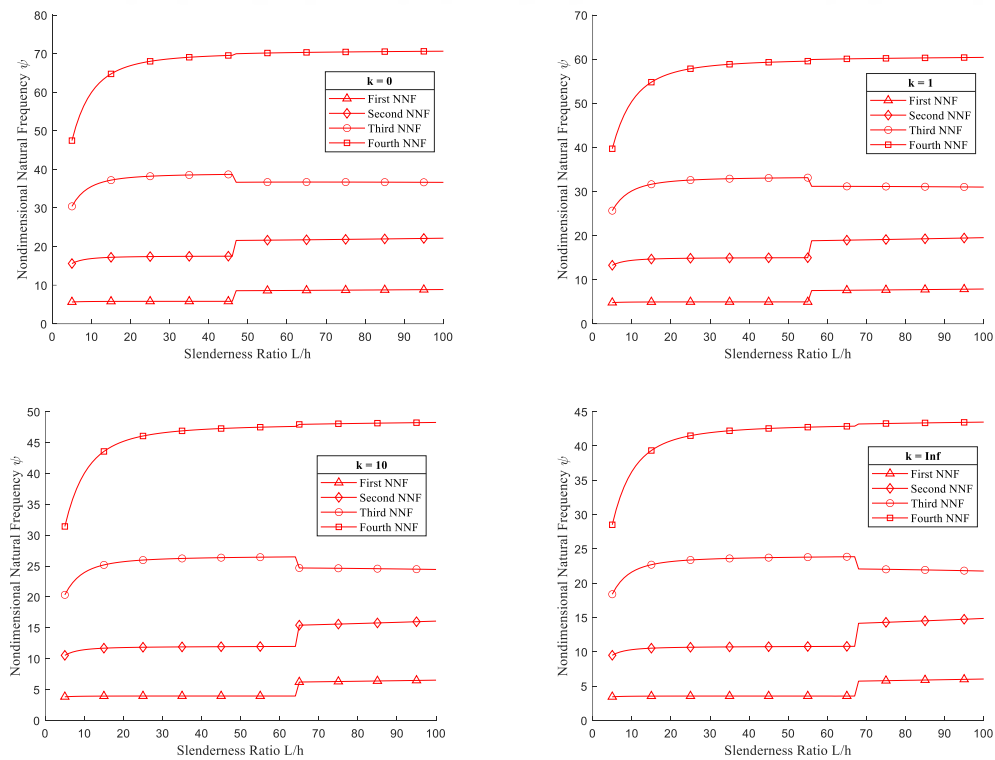 80
70
60
50
40
30
20
10
0
Nondimensional Natural Frequency ψ
k = 0
First NNF
Second NNF
Third NNF
Fourth NNF
0 10 20 30 40 50 60 70 80 90 100
Slenderness Ratio L/h
70
60
50
40
30
20
10
0
Nondimensional Natural Frequency ψ
k = 1
First NNF
Second NNF
Third NNF
Fourth NNF
0 10 20 30 40 50 60 70 80 90 100
Slenderness Ratio L/h
50
45
40
35
30
25
20
15
10
5
0
Nondimensional Natural Frequency ψ
k = 10
First NNF
Second NNF
Third NNF
Fourth NNF
0 10 20 30 40 50 60 70 80 90 100
Slenderness Ratio L/h
45
40
35
30
25
20
15
10
5
0
Nondimensional Natural Frequency ψ
k = Inf
First NNF
Second NNF
Third NNF
Fourth NNF
0 10 20 30 40 50 60 70 80 90 100
Slenderness Ratio L/h